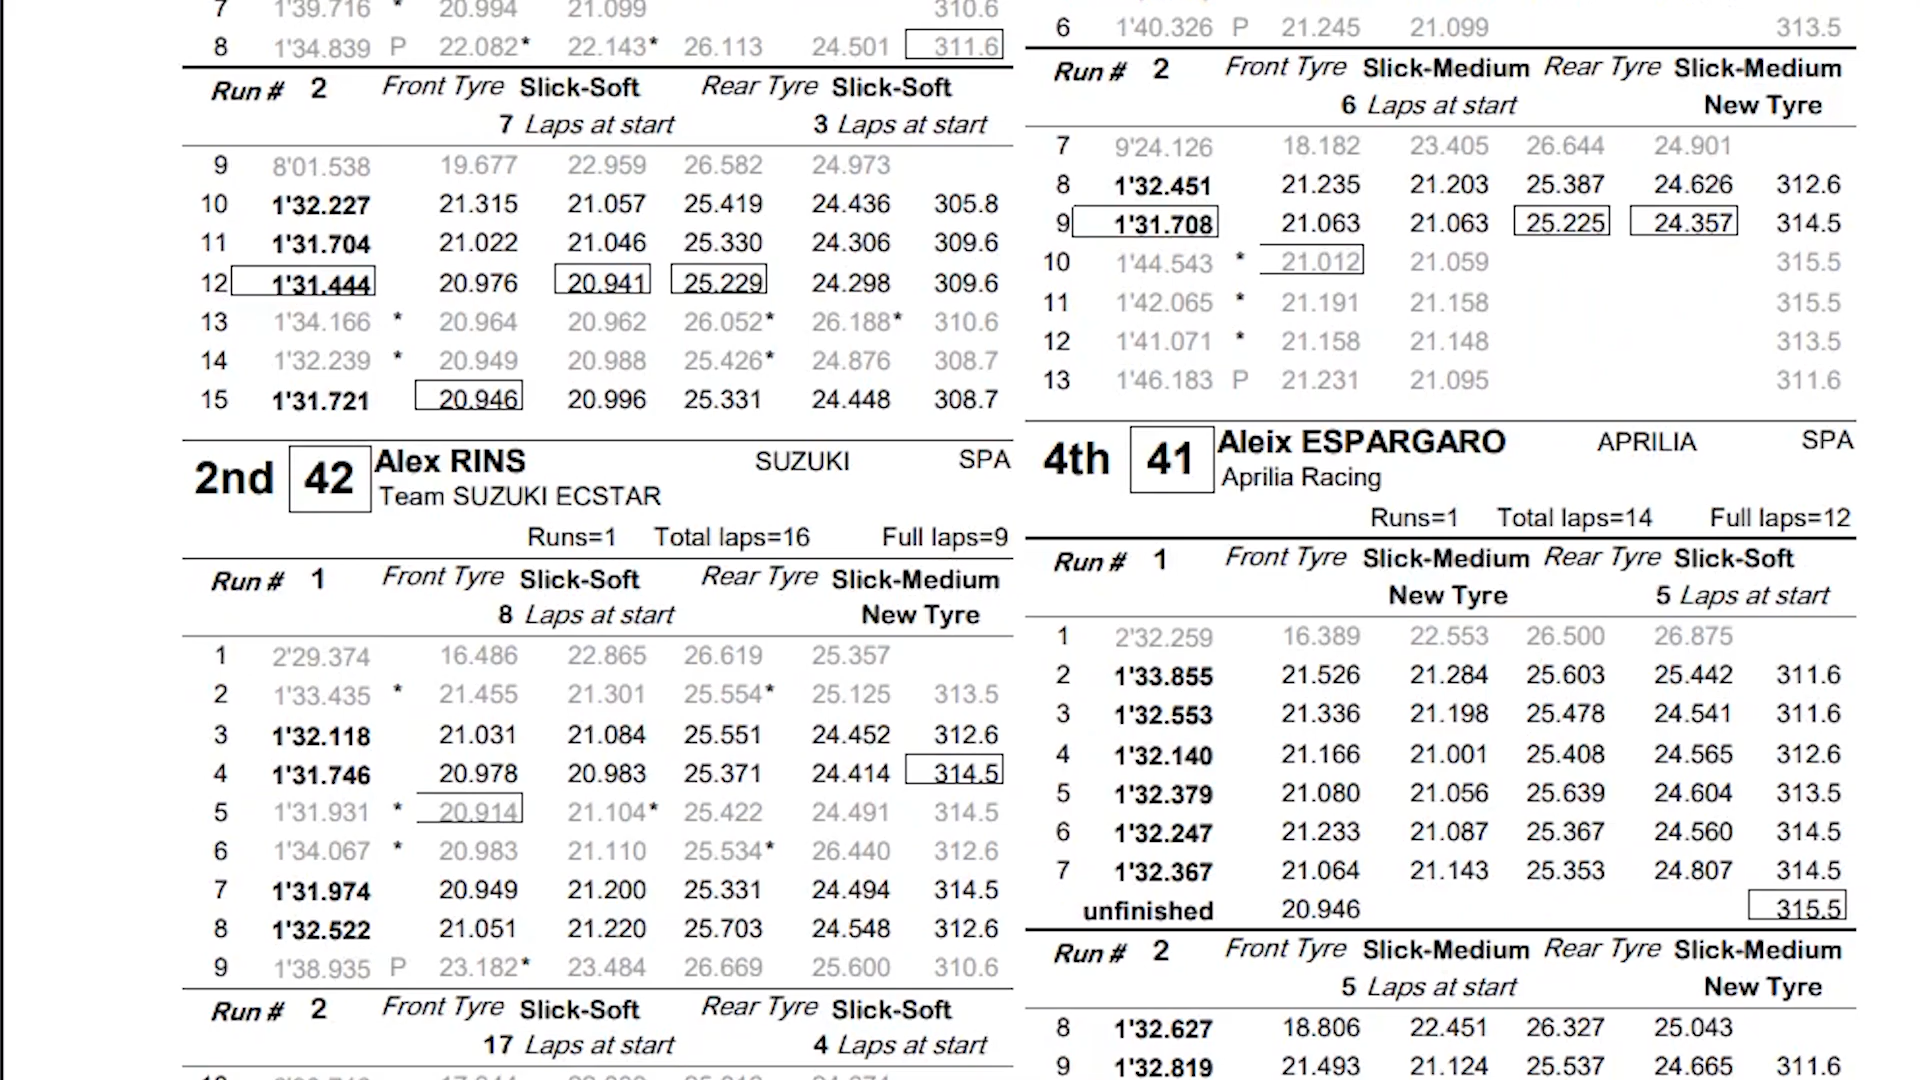 7 1'39.716 * 20.994 21.099 310.6
8 1'34.839 P 22.082* 22.143* 26.113 24.501 311.6
Run # 2 Front Tyre Slick-Soft Rear Tyre Slick-Soft
7 Laps at start 3 Laps at start
9 8'01.538 19.677 22.959 26.582 24.973
10 1'32.227 21.315 21.057 25.419 24.436 305.8
11 1'31.704 21.022 21.046 25.330 24.306 309.6
12 1'31.444 20.976 20.941 25.229 24.298 309.6
13 1'34.166 * 20.964 20.962 26.052* 26.188* 310.6
14 1'32.239 * 20.949 20.988 25.426* 24.876 308.7
15 1'31.721 20.946 20.996 25.331 24.448 308.7
2nd 42 Alex RINS SUZUKI SPA
Team SUZUKI ECSTAR
Runs=1 Total laps=16 Full laps=9
Run # 1 Front Tyre Slick-Soft Rear Tyre Slick-Medium
8 Laps at start New Tyre
1 2'29.374 16.486 22.865 26.619 25.357
2 1'33.435 * 21.455 21.301 25.554* 25.125 313.5
3 1'32.118 21.031 21.084 25.551 24.452 312.6
4 1'31.746 20.978 20.983 25.371 24.414 314.5
5 1'31.931 * 20.914 21.104* 25.422 24.491 314.5
6 1'34.067 * 20.983 21.110 25.534* 26.440 312.6
7 1'31.974 20.949 21.200 25.331 24.494 314.5
8 1'32.522 21.051 21.220 25.703 24.548 312.6
9 1'38.935 P 23.182* 23.484 26.669 25.600 310.6
Run # 2 Front Tyre Slick-Soft Rear Tyre Slick-Soft
17 Laps at start 4 Laps at start
6 1'40.326 P 21.245 21.099 313.5
Run # 2 Front Tyre Slick-Medium Rear Tyre Slick-Medium
6 Laps at start New Tyre
7 9'24.126 18.182 23.405 26.644 24.901
8 1'32.451 21.235 21.203 25.387 24.626 312.6
9 1'31.708 21.063 21.063 25.225 24.357 314.5
10 1'44.543 * 21.012 21.059 315.5
11 1'42.065 * 21.191 21.158 315.5
12 1'41.071 * 21.158 21.148 313.5
13 1'46.183 P 21.231 21.095 311.6
4th 41 Aleix ESPARGARO APRILIA SPA
Aprilia Racing
Runs=1 Total laps=14 Full laps=12
Run # 1 Front Tyre Slick-Medium Rear Tyre Slick-Soft
New Tyre 5 Laps at start
1 2'32.259 16.389 22.553 26.500 26.875
2 1'33.855 21.526 21.284 25.603 25.442 311.6
3 1'32.553 21.336 21.198 25.478 24.541 311.6
4 1'32.140 21.166 21.001 25.408 24.565 312.6
5 1'32.379 21.080 21.056 25.639 24.604 313.5
6 1'32.247 21.233 21.087 25.367 24.560 314.5
7 1'32.367 21.064 21.143 25.353 24.807 314.5
unfinished 20.946 315.5
Run # 2 Front Tyre Slick-Medium Rear Tyre Slick-Medium
5 Laps at start New Tyre
8 1'32.627 18.806 22.451 26.327 25.043
9 1'32.819 21.493 21.124 25.537 24.665 311.6